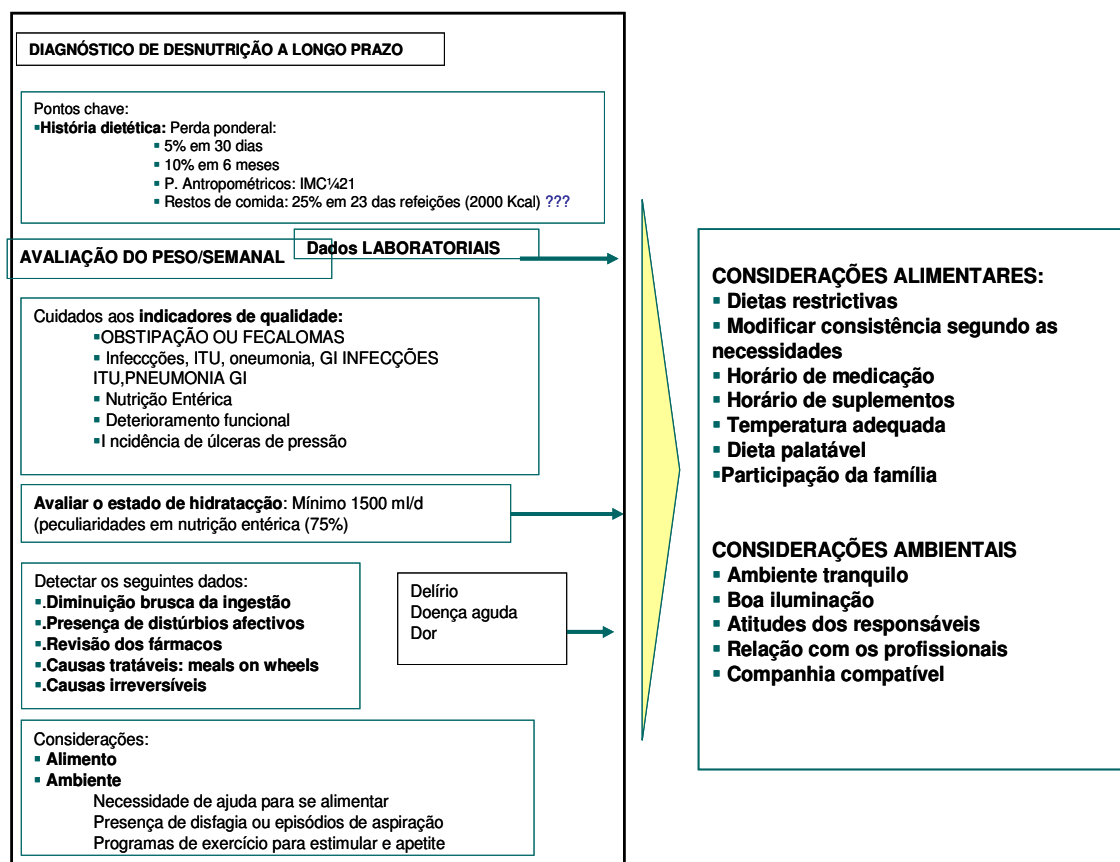 DIAGNÓSTICO DE DESNUTRIÇÃO A LONGO PRAZO
Pontos chave:
▪História dietética: Perda ponderal:
▪ 5% em 30 dias
▪ 10% em 6 meses
▪ P. Antropométricos: IMC¼21
▪ Restos de comida: 25% em 23 das refeições (2000 Kcal) ???
AVALIAÇÃO DO PESO/SEMANAL
Dados LABORATORIAIS
Cuidados aos indicadores de qualidade:
▪OBSTIPAÇÃO OU FECALOMAS
▪ Infeccções, ITU, oneumonia, GI INFECÇÕES
ITU,PNEUMONIA GI
▪ Nutrição Entérica
▪ Deterioramento funcional
▪I ncidência de úlceras de pressão
Avaliar o estado de hidratacção: Mínimo 1500 ml/d
(peculiaridades em nutrição entérica (75%)
Detectar os seguintes dados:
▪.Diminuição brusca da ingestão
▪.Presença de distúrbios afectivos
▪.Revisão dos fármacos
▪.Causas tratáveis: meals on wheels
▪.Causas irreversíveis
Delírio
Doença aguda
Dor
Considerações:
▪ Alimento
▪ Ambiente
Necessidade de ajuda para se alimentar
Presença de disfagia ou episódios de aspiração
Programas de exercício para estimular e apetite
CONSIDERAÇÕES ALIMENTARES:
▪ Dietas restrictivas
▪ Modificar consistência segundo as
necessidades
▪ Horário de medicação
▪ Horário de suplementos
▪ Temperatura adequada
▪ Dieta palatável
▪Participação da família
CONSIDERAÇÕES AMBIENTAIS
▪ Ambiente tranquilo
▪ Boa iluminação
▪ Atitudes dos responsáveis
▪ Relação com os profissionais
▪ Companhia compatível